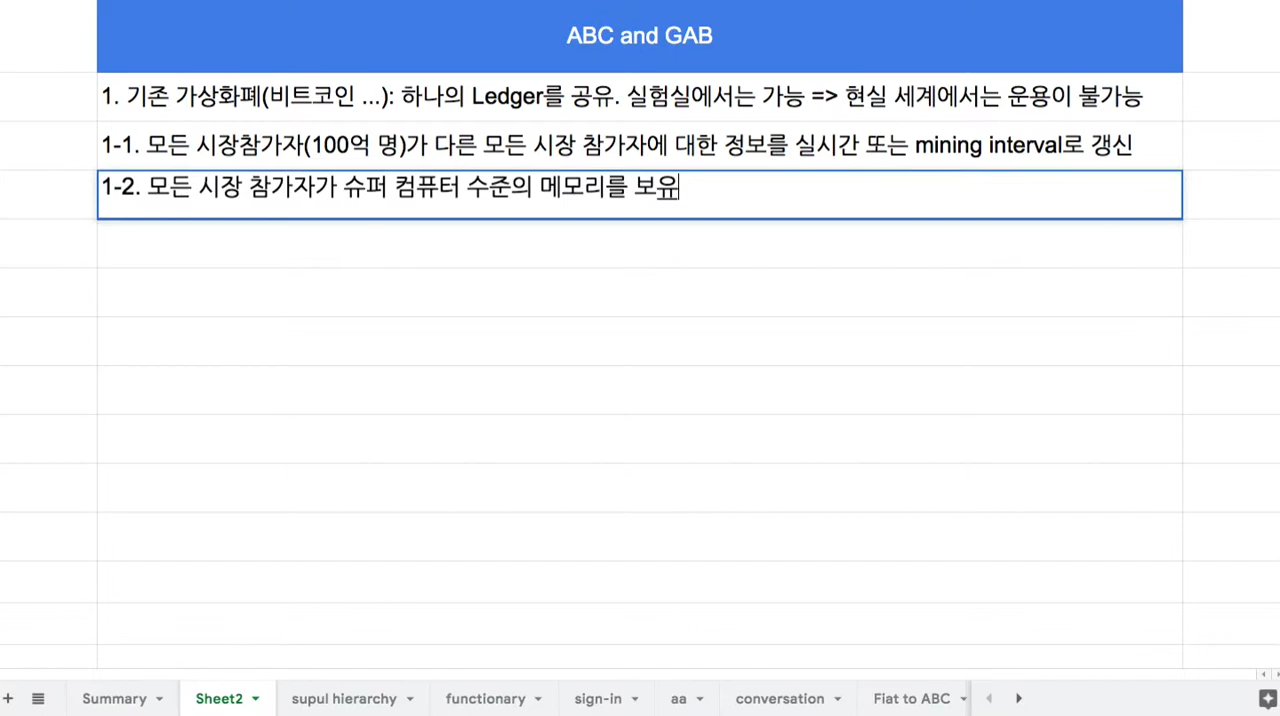 ABC and GAB
1. 기존 가상화폐(비트코인 ...): 하나의 Ledger를 공유. 실험실에서는 가능 => 현실 세계에서는 운용이 불가능
1-1. 모든 시장참가자(100억 명)가 다른 모든 시장 참가자에 대한 정보를 실시간 또는 mining interval로 갱신
1-2. 모든 시장 참가자가 슈퍼 컴퓨터 수준의 메모리를 보유
+ Summary Sheet2 supul hierarchy functionary sign-in aa conversation Fiat to ABC